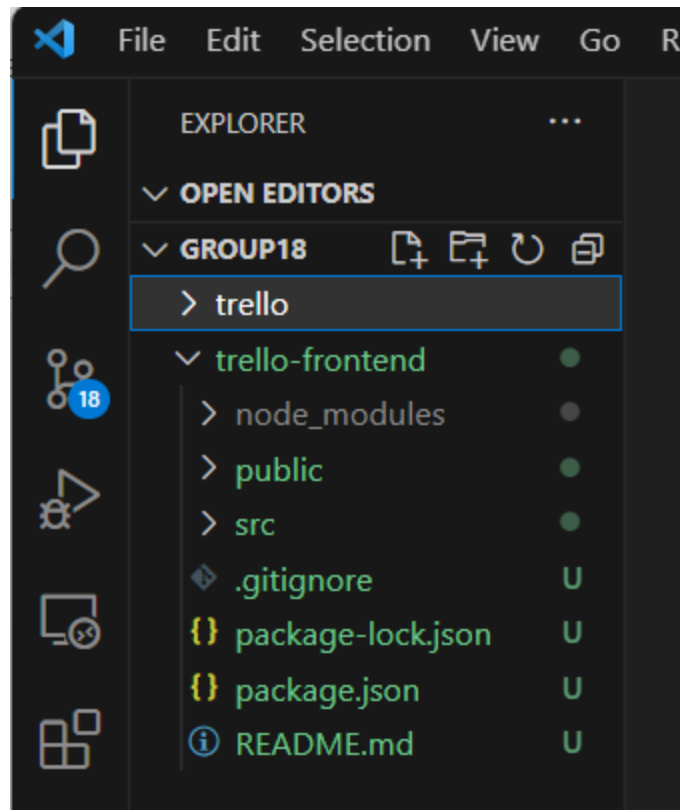 File Edit Selection View Go R
EXPLORER
OPEN EDITORS
GROUP18
trello
trello-frontend
node_modules
public
src
.gitignore U
{} package-lock.json U
{} package.json U
README.md U
18